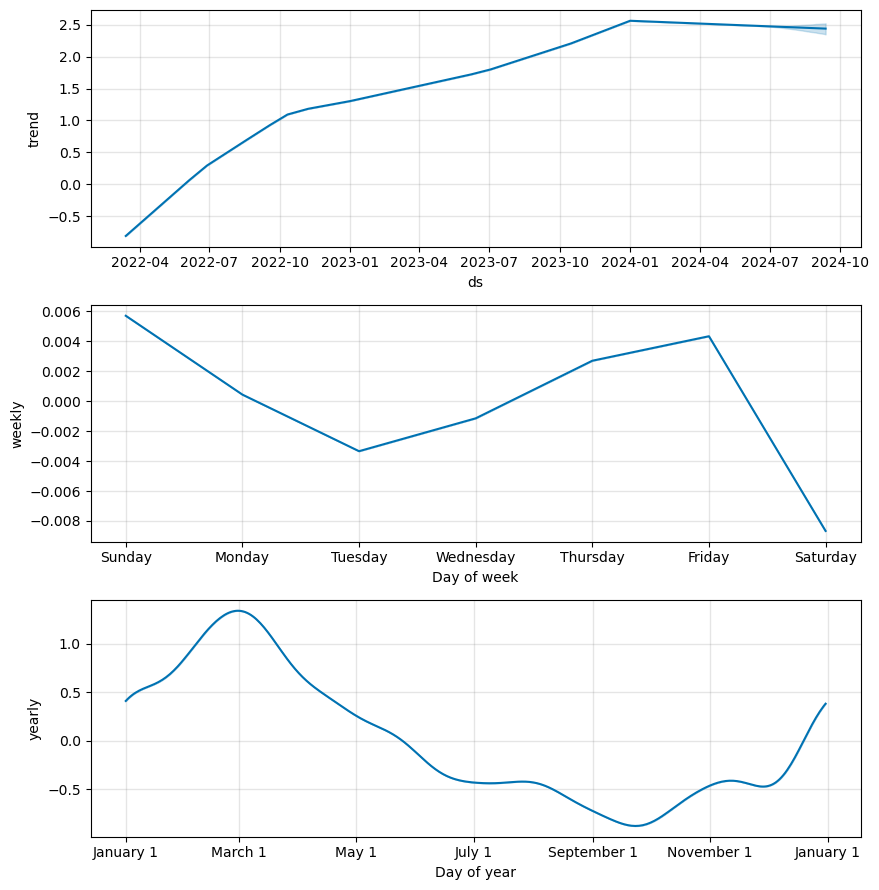 2.5
2.0
1.5
1.0
0.5
0.0
−0.5
trend
2022-04 2022-07 2022-10 2023-01 2023-04 2023-07 2023-10 2024-01 2024-04 2024-07 2024-10
ds
0.006
0.004
0.002
0.000
−0.002
−0.004
−0.006
−0.008
weekly
Sunday Monday Tuesday Wednesday Thursday Friday Saturday
Day of week
1.0
0.5
0.0
−0.5
yearly
January 1 March 1 May 1 July 1 September 1 November 1 January 1
Day of year